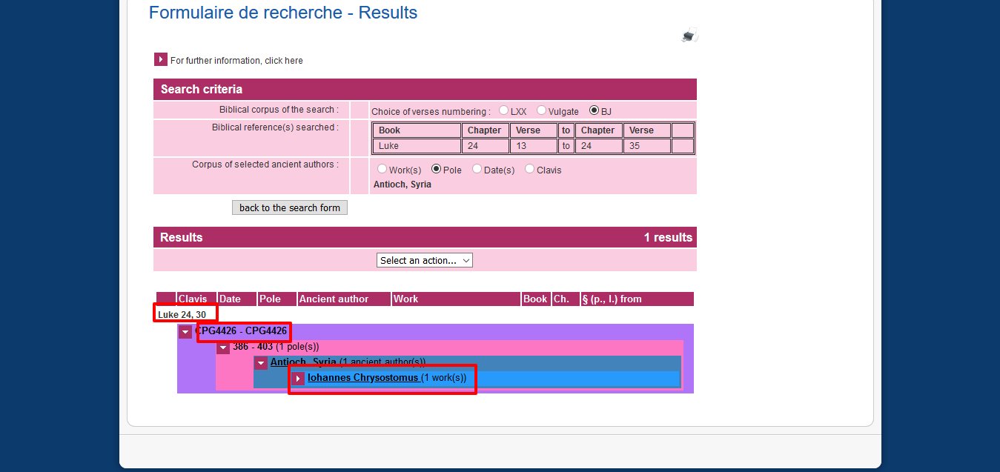 Formulaire de recherche - Results
For further information, click here
Search criteria
Biblical corpus of the search : Choice of verses numbering : LXX Vulgate BJ
Biblical reference(s) searched : Book Chapter Verse to Chapter Verse
Luke 24 13 to 24 35
Corpus of selected ancient authors : Work(s) Pole Date(s) Clavis
Antioch, Syria
back to the search form
Results 1 results
Select an action...
Clavis Date Pole Ancient author Work Book Ch. § (p., l.) from
Luke 24, 30
CPG4426 - CPG4426
386 - 403 (1 pole(s))
Antioch, Syria (1 ancient author(s))
Iohannes Chrysostomus (1 work(s))